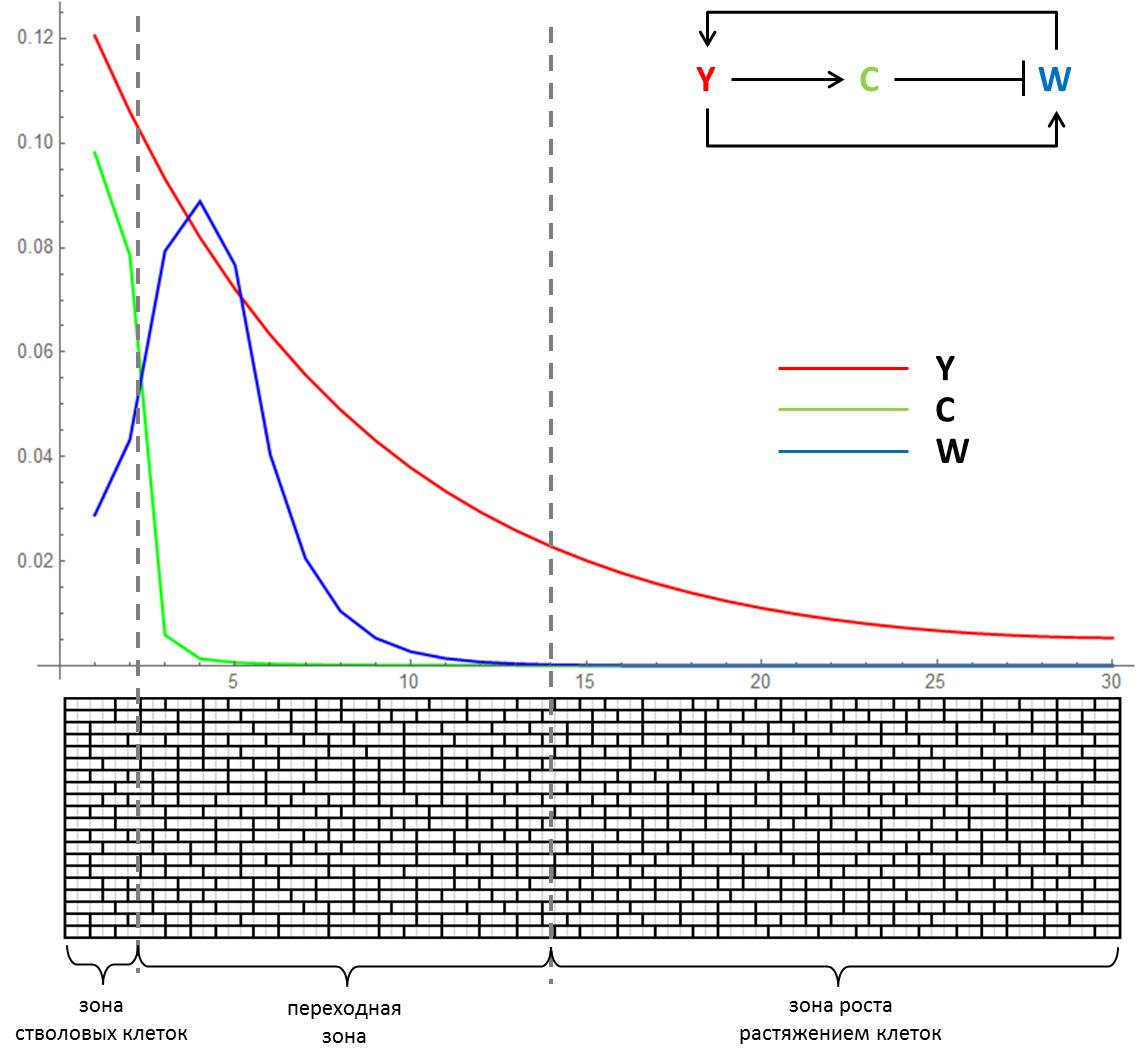 0.12
0.10
0.08
0.06
0.04
0.02
Y C W
Y
C
W
5 10 15 20 25 30
зона
стволовых клеток
переходная
зона
зона роста
растяжением клеток